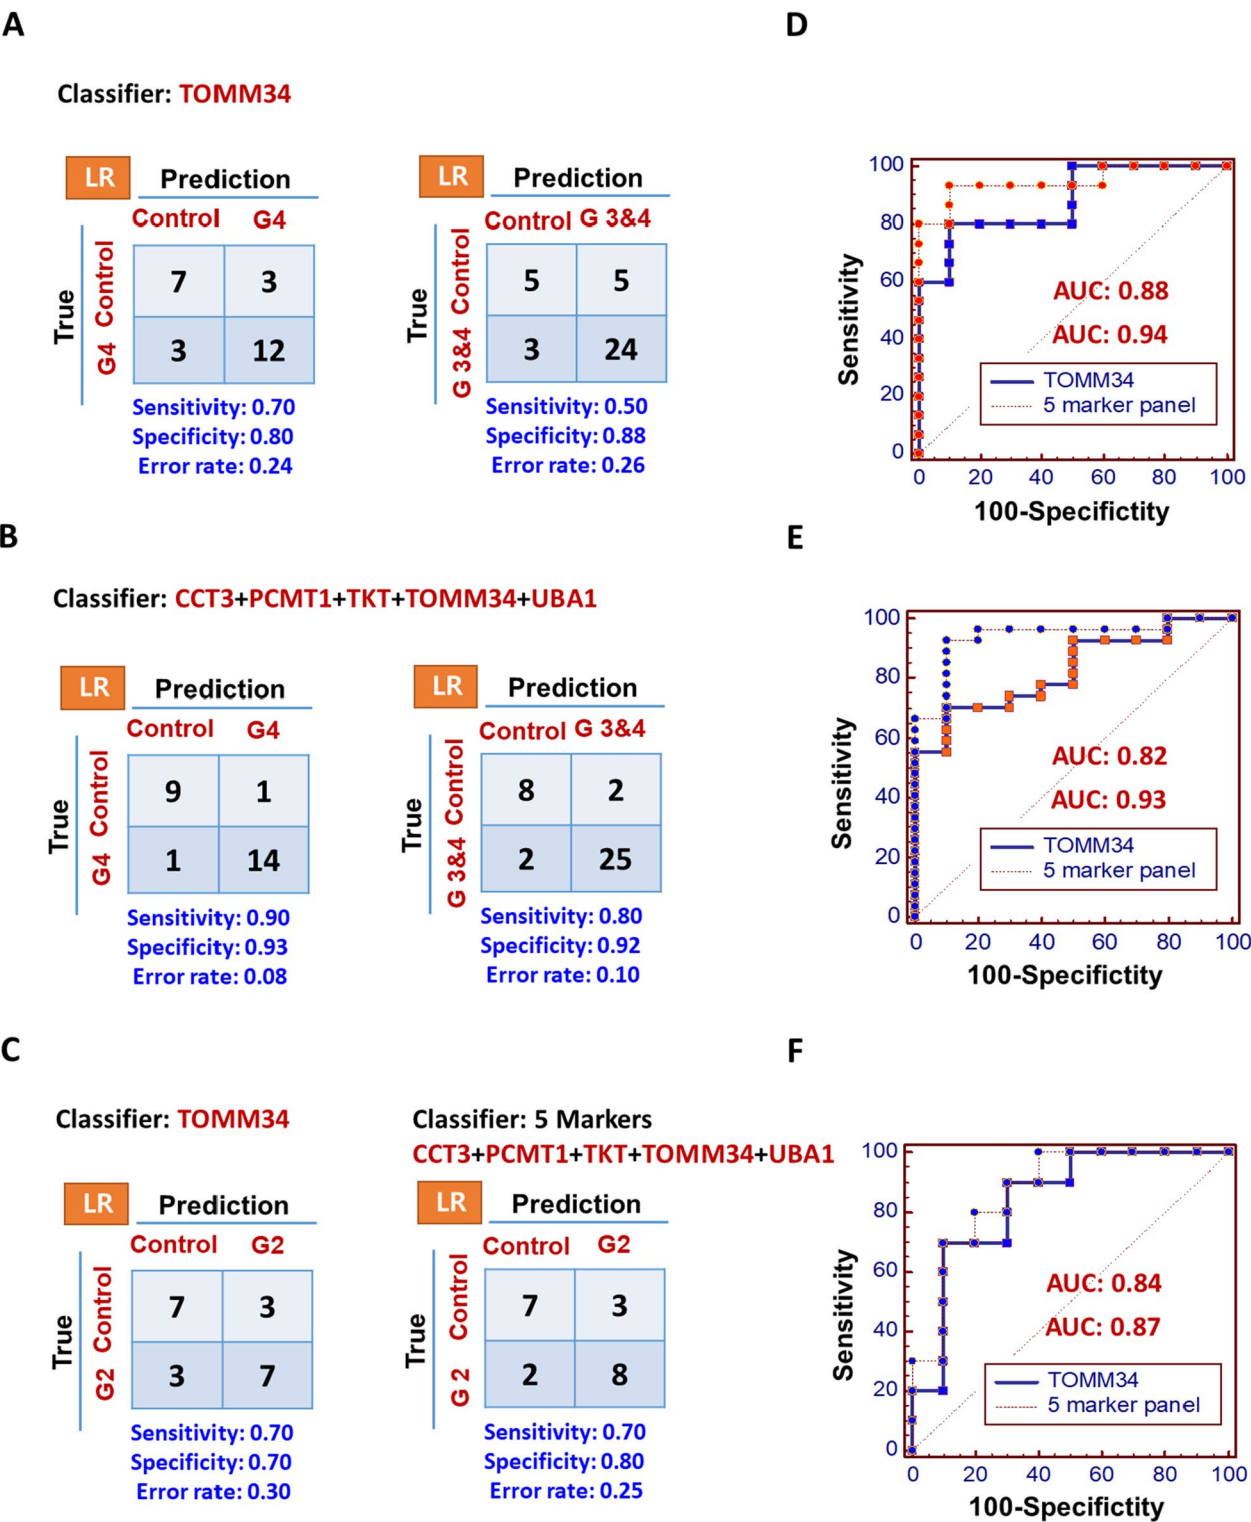 A
Classifier: TOMM34
LR
Prediction
Control G4
True
Control
G4
7 3
3 12
Sensitivity: 0.70
Specificity: 0.80
Error rate: 0.24
LR
Prediction
Control G 3&4
True
Control
G 3&4
5 5
3 24
Sensitivity: 0.50
Specificity: 0.88
Error rate: 0.26
D
Sensitivity
100
80
60
40
20
0
0 20 40 60 80 100
100-Specifictity
AUC: 0.88
AUC: 0.94
TOMM34
5 marker panel
B
Classifier: CCT3+PCMT1+TKT+TOMM34+UBA1
LR
Prediction
Control G4
True
Control
G4
9 1
1 14
Sensitivity: 0.90
Specificity: 0.93
Error rate: 0.08
LR
Prediction
Control G 3&4
True
Control
G 3&4
8 2
2 25
Sensitivity: 0.80
Specificity: 0.92
Error rate: 0.10
E
Sensitivity
100
80
60
40
20
0
0 20 40 60 80 100
100-Specifictity
AUC: 0.82
AUC: 0.93
TOMM34
5 marker panel
C
Classifier: TOMM34
LR
Prediction
Control G2
True
Control
G2
7 3
3 7
Sensitivity: 0.70
Specificity: 0.70
Error rate: 0.30
Classifier: 5 Markers
CCT3+PCMT1+TKT+TOMM34+UBA1
LR
Prediction
Control G2
True
Control
G 2
7 3
2 8
Sensitivity: 0.70
Specificity: 0.80
Error rate: 0.25
F
Sensitivity
100
80
60
40
20
0
0 20 40 60 80 100
100-Specifictity
AUC: 0.84
AUC: 0.87
TOMM34
5 marker panel